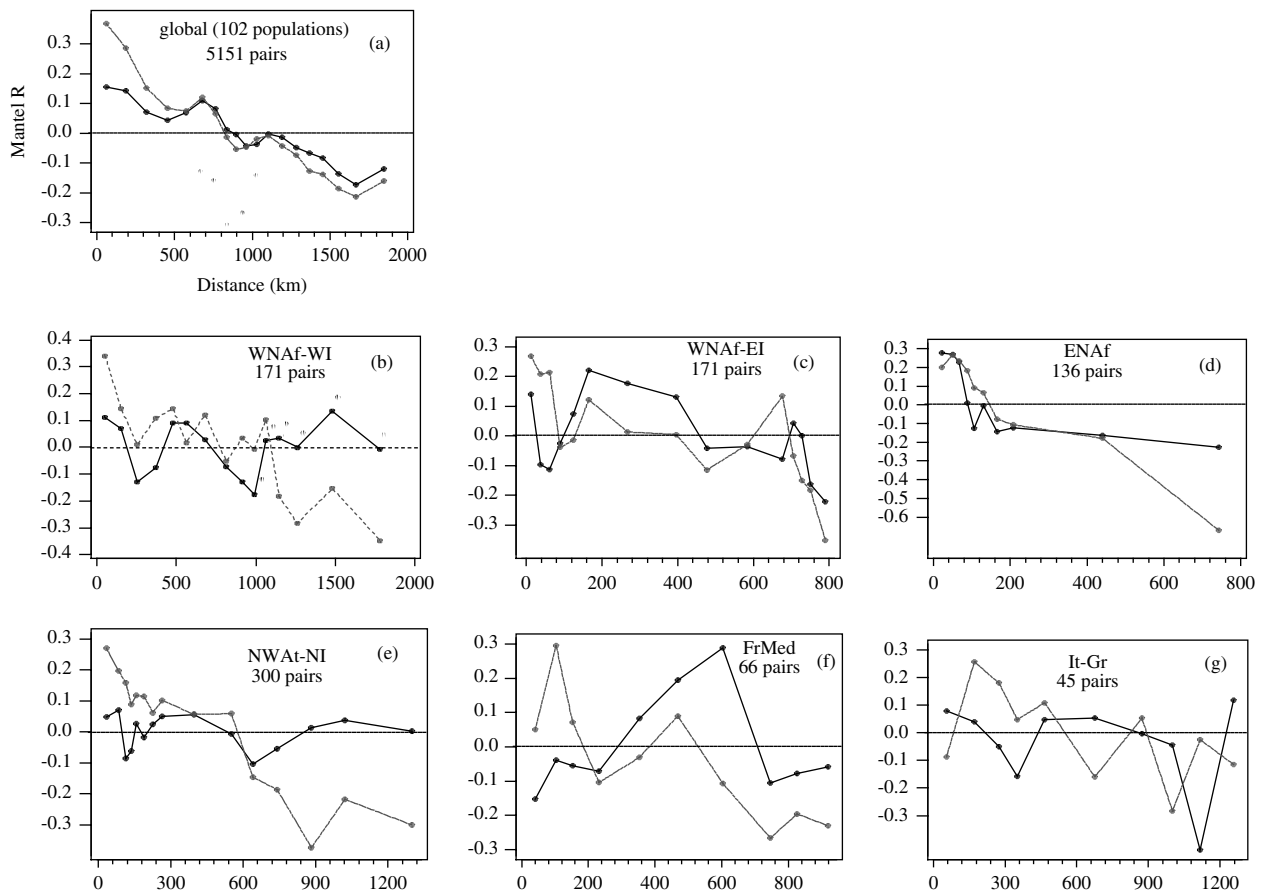 global (102 populations)
5151 pairs
(a)
Mantel R
0.3
0.2
0.1
0.0
-0.1
-0.2
-0.3
0 500 1000 1500 2000
Distance (km)
WNAf-WI
171 pairs
(b)
0.4
0.3
0.2
0.1
0.0
-0.1
-0.2
-0.3
-0.4
0 500 1000 1500 2000
WNAf-EI
171 pairs
(c)
0.3
0.2
0.1
0.0
-0.1
-0.2
-0.3
0 200 400 600 800
ENAf
136 pairs
(d)
0.3
0.2
0.1
0.0
-0.1
-0.2
-0.3
-0.4
-0.5
-0.6
0 200 400 600 800
NWAt-NI
300 pairs
(e)
0.3
0.2
0.1
0.0
-0.1
-0.2
-0.3
0 300 600 900 1200
FrMed
66 pairs
(f)
0.3
0.2
0.1
0.0
-0.1
-0.2
-0.3
0 200 400 600 800
It-Gr
45 pairs
(g)
0.3
0.2
0.1
0.0
-0.1
-0.2
-0.3
0 300 600 900 1200